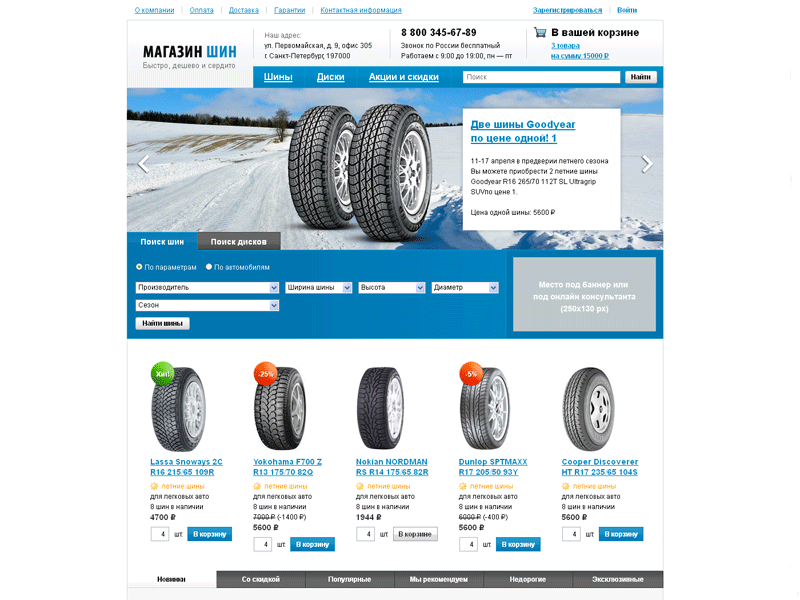 О компании
Оплата
Доставка
Гарантии
Контактная информация
Зарегистрироваться
Войти
МАГАЗИН ШИН
Быстро, дешево и сердито
Наш адрес:
ул. Первомайская, д. 9, офис 305
г. Санкт-Петербург, 197000
8 800 345-67-89
Звонок по России бесплатный
Работаем с 9:00 до 19:00, пн — пт
В вашей корзине
3 товара
на сумму 15000 ₽
Шины
Диски
Акции и скидки
Поиск
Найти
Две шины Goodyear
по цене одной! 1
11-17 апреля в предверии летнего сезона
Вы можете приобрести 2 летние шины
Goodyear R16 265/70 112T SL Ultragrip
SUVпо цене 1.
Цена одной шины: 5600 ₽
Поиск шин
Поиск дисков
По параметрам
По автомобилям
Производитель
Ширина шины
Высота
Диаметр
Сезон
Найти шины
Место под баннер или
под онлайн консультанта
(250x130 px)
Хит!
Lassa Snoways 2C
R16 215/65 109R
летние шины
для легковых авто
8 шин в наличии
4700 ₽
4 шт.
В корзину
-25%
Yokohama F700 Z
R13 175/70 82Q
летние шины
для легковых авто
8 шин в наличии
7000 ₽ (-1400 ₽)
5600 ₽
4 шт.
В корзину
Nokian NORDMAN
RS R14 175/65 82R
летние шины
для легковых авто
8 шин в наличии
1944 ₽
4 шт.
В корзине
-5%
Dunlop SPTMAXX
R17 205/50 93Y
летние шины
для легковых авто
8 шин в наличии
6000 ₽ (-400 ₽)
5600 ₽
4 шт.
В корзину
Cooper Discoverer
HT R17 235/65 104S
летние шины
для легковых авто
8 шин в наличии
5600 ₽
4 шт.
В корзину
Новинки
Со скидкой
Популярные
Мы рекомендуем
Недорогие
Эксклюзивные